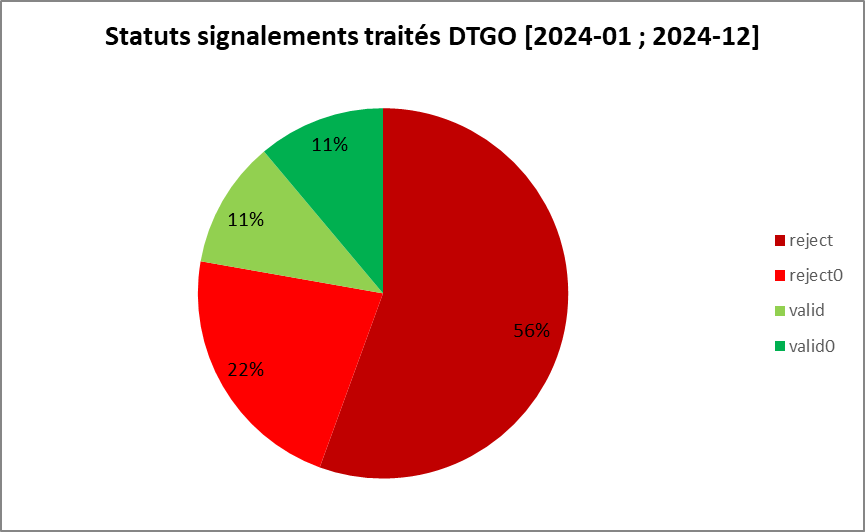 Statuts signalements traités DTGO [2024-01 ; 2024-12]
11%
11%
56%
22%
reject
reject0
valid
valid0